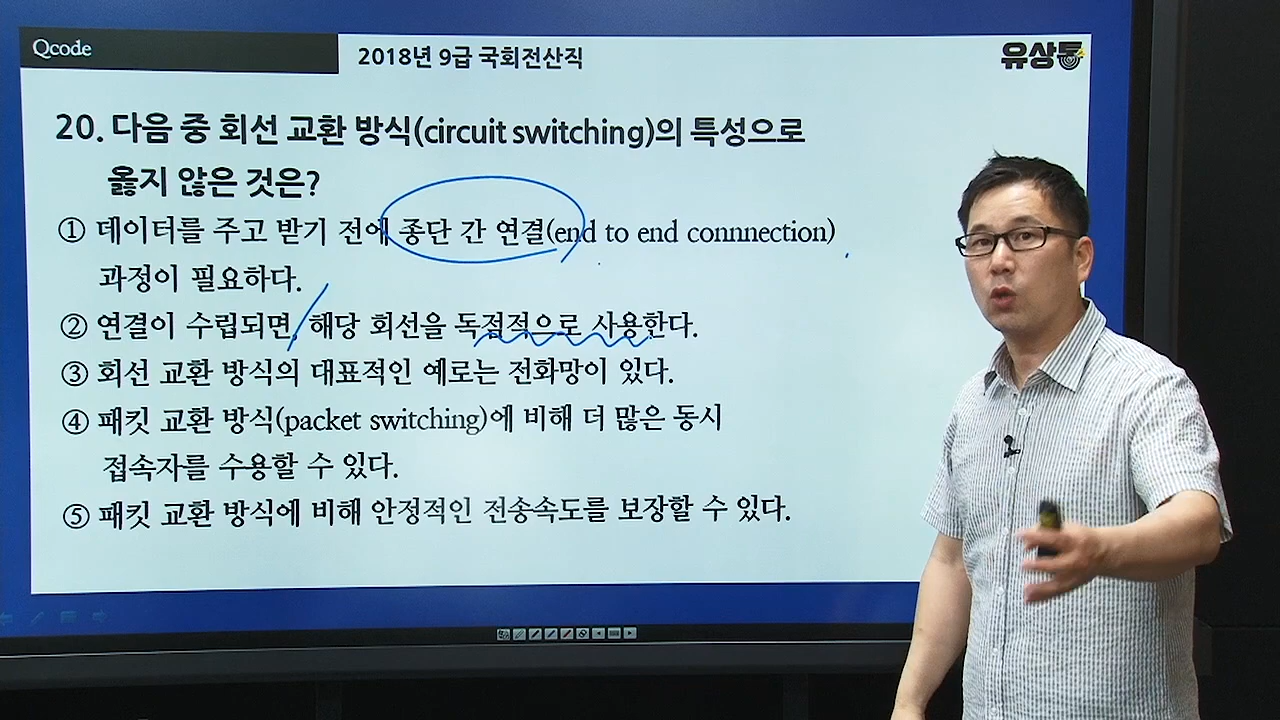 Qcode
2018년 9급 국회전산직
유상통
20. 다음 중 회선 교환 방식(circuit switching)의 특성으로
옳지 않은 것은?
① 데이터를 주고 받기 전에 종단 간 연결(end to end connnection)
과정이 필요하다.
② 연결이 수립되면, 해당 회선을 독점적으로 사용한다.
③ 회선 교환 방식의 대표적인 예로는 전화망이 있다.
④ 패킷 교환 방식(packet switching)에 비해 더 많은 동시
접속자를 수용할 수 있다.
⑤ 패킷 교환 방식에 비해 안정적인 전송속도를 보장할 수 있다.